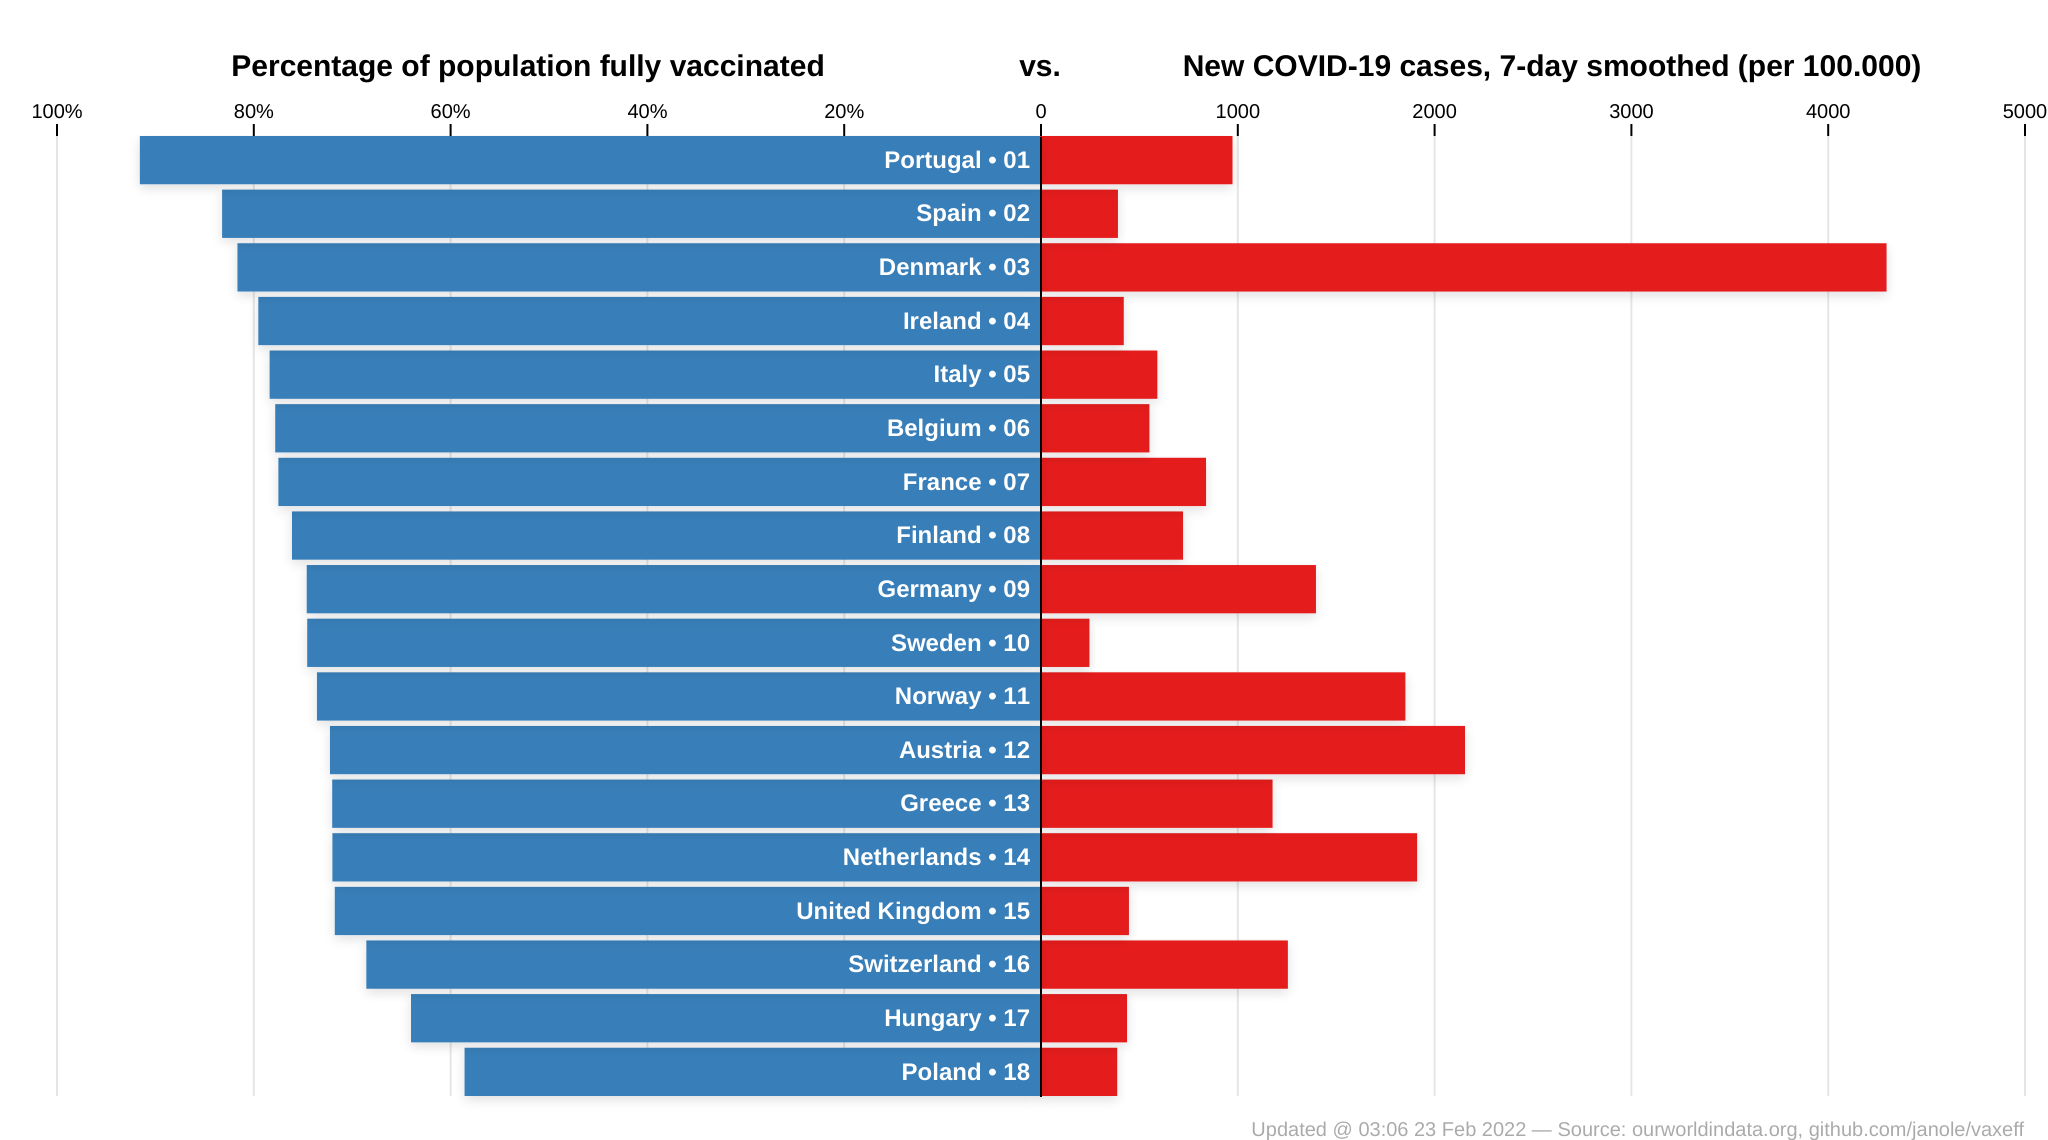 Percentage of population fully vaccinated vs. New COVID-19 cases, 7-day smoothed (per 100.000)
100% 80% 60% 40% 20% 0 1000 2000 3000 4000 5000
Portugal • 01
Spain • 02
Denmark • 03
Ireland • 04
Italy • 05
Belgium • 06
France • 07
Finland • 08
Germany • 09
Sweden • 10
Norway • 11
Austria • 12
Greece • 13
Netherlands • 14
United Kingdom • 15
Switzerland • 16
Hungary • 17
Poland • 18
Updated @ 03:06 23 Feb 2022 — Source: ourworldindata.org, github.com/janole/vaxeff